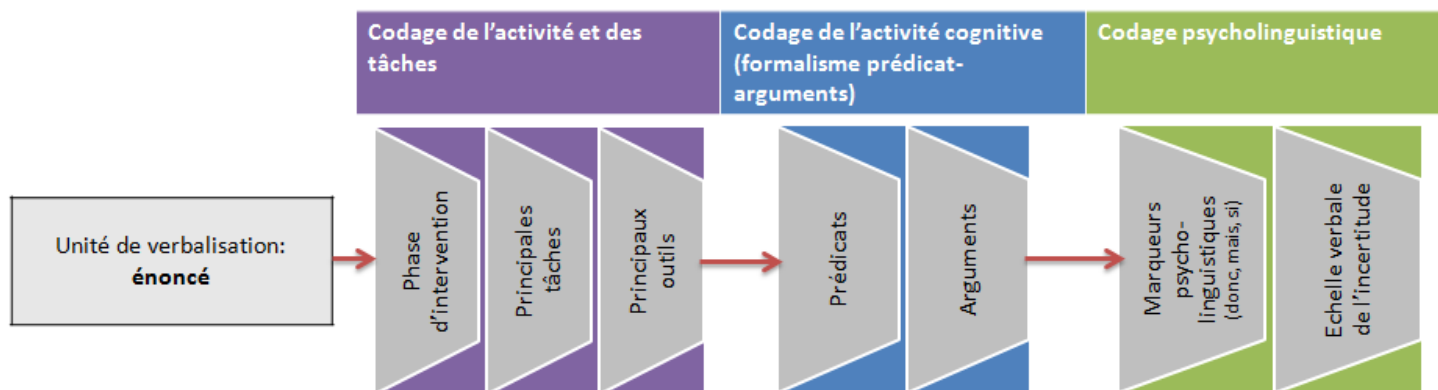 Codage de l'activité et des
tâches
Codage de l'activité cognitive
(formalisme prédicat-
arguments)
Codage psycholinguistique
Unité de verbalisation:
énoncé
Phase
d'intervention
Principales
tâches
Principaux
outils
Prédicats
Arguments
Marqueurs
psycho-
linguistiques
(donc, mais, si)
Echelle verbale
de l'incertitude